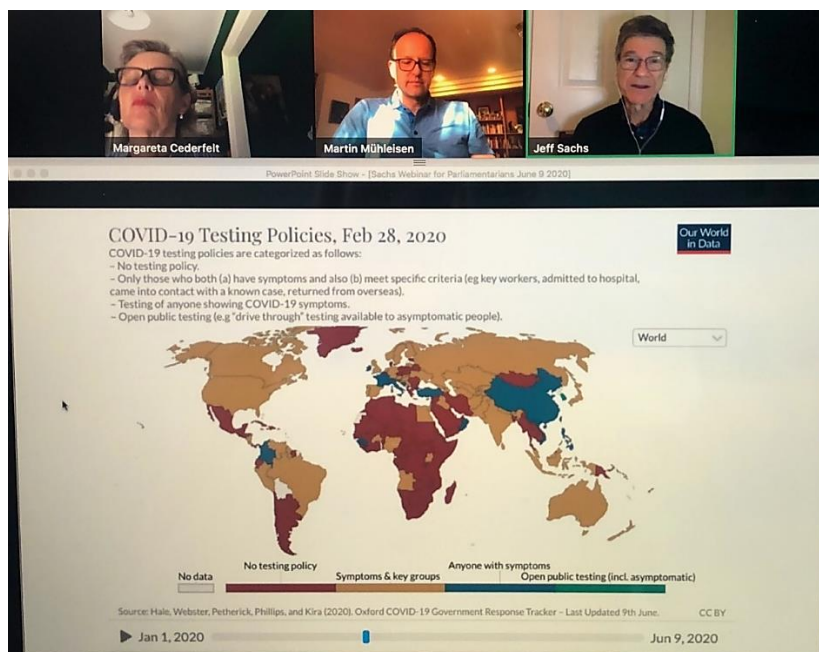 Margareta Cederfelt
Martin Mühleisen
Jeff Sachs
PowerPoint Slide Show - [Sachs Webinar for Parliamentarians June 9 2020]
COVID-19 Testing Policies, Feb 28, 2020
Our World
in Data
COVID-19 testing policies are categorized as follows:
– No testing policy.
– Only those who both (a) have symptoms and also (b) meet specific criteria (eg key workers, admitted to hospital,
came into contact with a known case, returned from overseas).
– Testing of anyone showing COVID-19 symptoms.
– Open public testing (e.g "drive through" testing available to asymptomatic people).
World
No data
No testing policy
Symptoms & key groups
Anyone with symptoms
Open public testing (incl. asymptomatic)
Source: Hale, Webster, Petherick, Phillips, and Kira (2020). Oxford COVID-19 Government Response Tracker – Last Updated 9th June.
CC BY
Jan 1, 2020
Jun 9, 2020